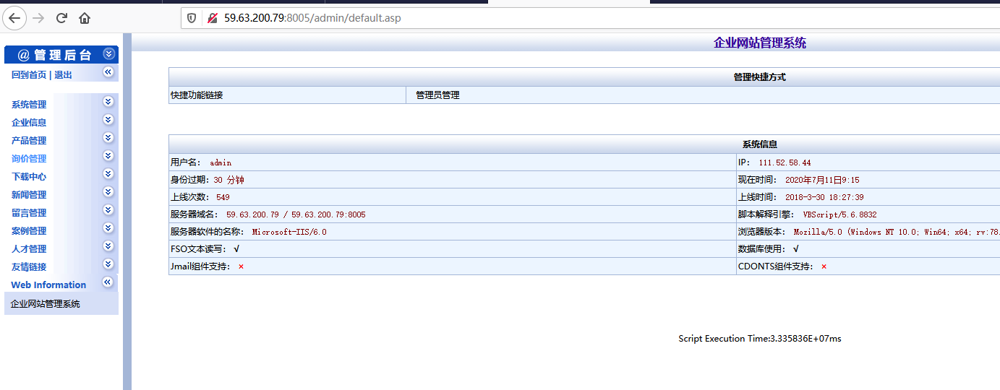 59.63.200.79:8005/admin/default.asp
企业网站管理系统
@ 管理后台
回到首页 | 退出
系统管理
企业信息
产品管理
询价管理
下载中心
新闻管理
留言管理
案例管理
人才管理
友情链接
Web Information
企业网站管理系统
管理快捷方式
快捷功能链接 管理员管理
系统信息
用户名： admin IP： 111.52.58.44
身份过期：30 分钟 现在时间： 2020年7月11日9:15
上线次数： 549 上线时间： 2018-3-30 18:27:39
服务器域名： 59.63.200.79 / 59.63.200.79:8005 脚本解释引擎： VBScript/5.6.8832
服务器软件的名称： Microsoft-IIS/6.0 浏览器版本： Mozilla/5.0 (Windows NT 10.0; Win64; x64; rv:78.
FSO文本读写：√ 数据库使用：√
Jmail组件支持：× CDONTS组件支持：×
Script Execution Time:3.335836E+07ms